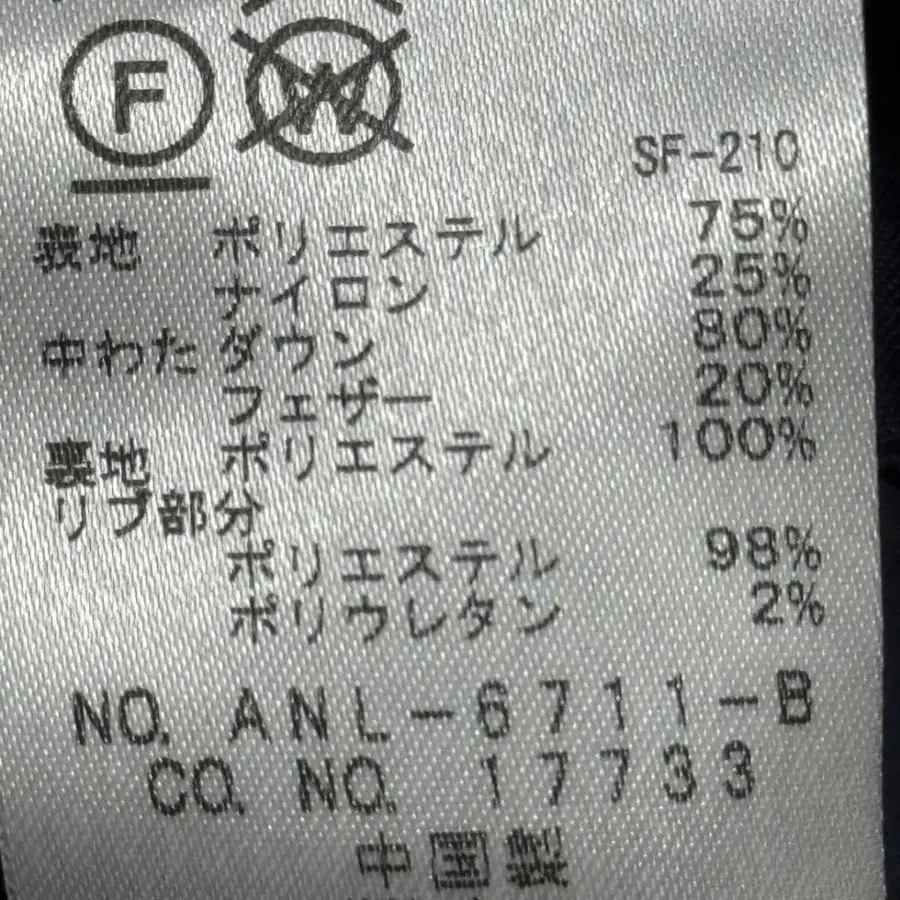 F W
SF-210
表地 ポリエステル 75%
ナイロン 25%
中わた ダウン 80%
フェザー 20%
裏地 ポリエステル 100%
リブ部分
ポリエステル 98%
ポリウレタン 2%
NO. ANL-6711-B
CO. NO. 17733
中国製